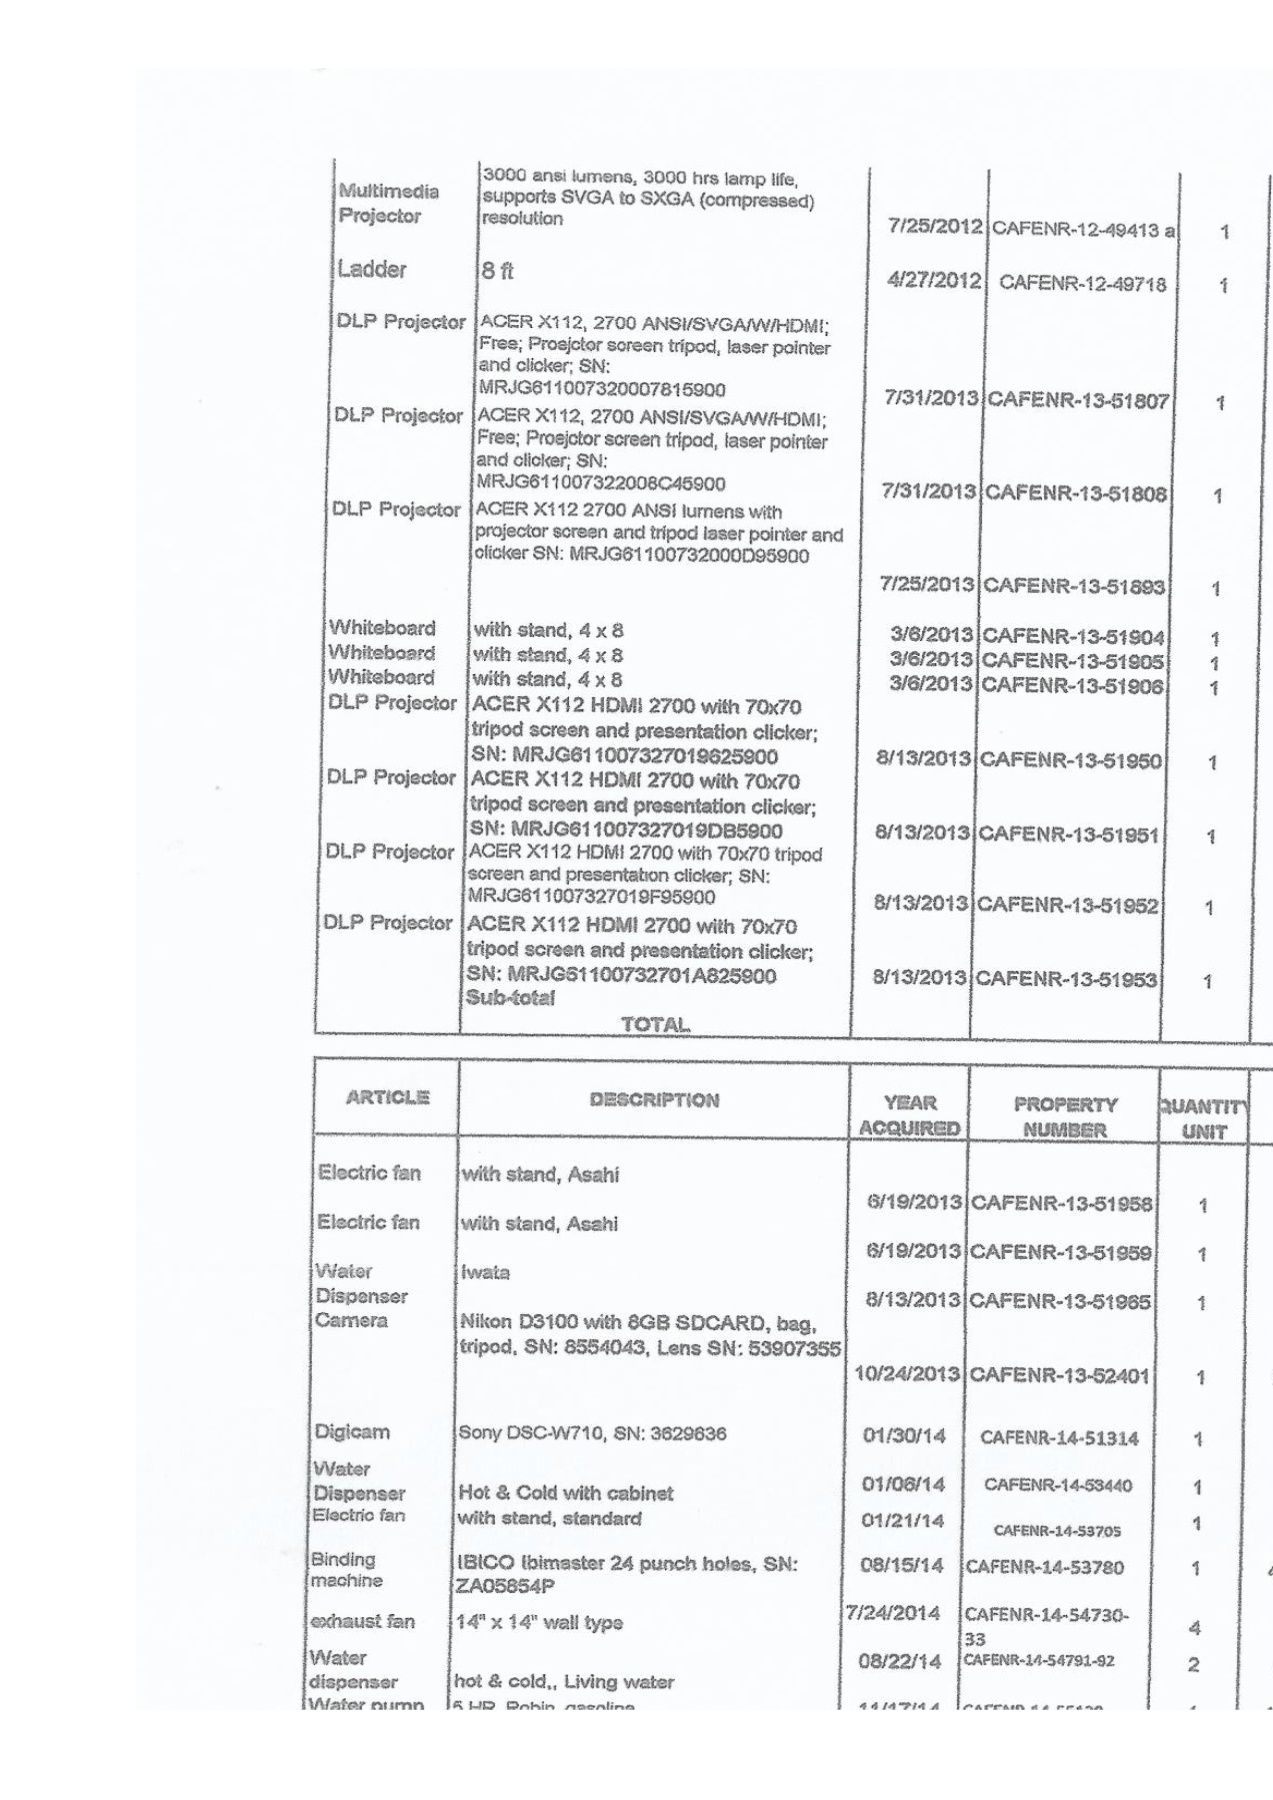 3000 ansi lumens, 3000 hrs lamp life,
Multimedia supports SVGA to SXGA (compressed)
Projector resolution 7/25/2012 CAFENR-12-49413 a 1
Ladder 8 ft 4/27/2012 CAFENR-12-49718 1
DLP Projector ACER X112, 2700 ANSI/SVGA/W/HDMI;
Free; Proejctor screen tripod, laser pointer
and clicker; SN:
MRJG611007320007815900 7/31/2013 CAFENR-13-51807 1
DLP Projector ACER X112, 2700 ANSI/SVGA/W/HDMI;
Free; Proejctor screen tripod, laser pointer
and clicker; SN:
MRJG611007322008C45900 7/31/2013 CAFENR-13-51808 1
DLP Projector ACER X112 2700 ANSI lumens with
projector screen and tripod laser pointer and
clicker SN: MRJG61100732000D95900
7/25/2013 CAFENR-13-51893 1
Whiteboard with stand, 4 x 8 3/6/2013 CAFENR-13-51904 1
Whiteboard with stand, 4 x 8 3/6/2013 CAFENR-13-51905 1
Whiteboard with stand, 4 x 8 3/6/2013 CAFENR-13-51906 1
DLP Projector ACER X112 HDMI 2700 with 70x70
tripod screen and presentation clicker;
SN: MRJG611007327019625900 8/13/2013 CAFENR-13-51950 1
DLP Projector ACER X112 HDMI 2700 with 70x70
tripod screen and presentation clicker;
SN: MRJG611007327019DB5900 8/13/2013 CAFENR-13-51951 1
DLP Projector ACER X112 HDMI 2700 with 70x70 tripod
screen and presentation clicker; SN:
MRJG611007327019F95900 8/13/2013 CAFENR-13-51952 1
DLP Projector ACER X112 HDMI 2700 with 70x70
tripod screen and presentation clicker;
SN: MRJG61100732701A825900 8/13/2013 CAFENR-13-51953 1
Sub-total
TOTAL
ARTICLE DESCRIPTION YEAR PROPERTY QUANTITY
ACQUIRED NUMBER UNIT
Electric fan with stand, Asahi
6/19/2013 CAFENR-13-51958 1
Electric fan with stand, Asahi
6/19/2013 CAFENR-13-51959 1
Water Iwata
Dispenser 8/13/2013 CAFENR-13-51965 1
Camera Nikon D3100 with 8GB SDCARD, bag,
tripod, SN: 8554043, Lens SN: 53907355
10/24/2013 CAFENR-13-52401 1
Digicam Sony DSC-W710, SN: 3629636 01/30/14 CAFENR-14-51314 1
Water
Dispenser Hot & Cold with cabinet 01/06/14 CAFENR-14-53440 1
Electric fan with stand, standard 01/21/14 CAFENR-14-53705 1
Binding IBICO Ibimaster 24 punch holes, SN: 08/15/14 CAFENR-14-53780 1
machine ZA05854P
exhaust fan 14" x 14" wall type 7/24/2014 CAFENR-14-54730- 4
33
Water 08/22/14 CAFENR-14-54791-92 2
dispenser hot & cold,, Living water
Water pump 5 HP, Robin, gasoline 11/17/14